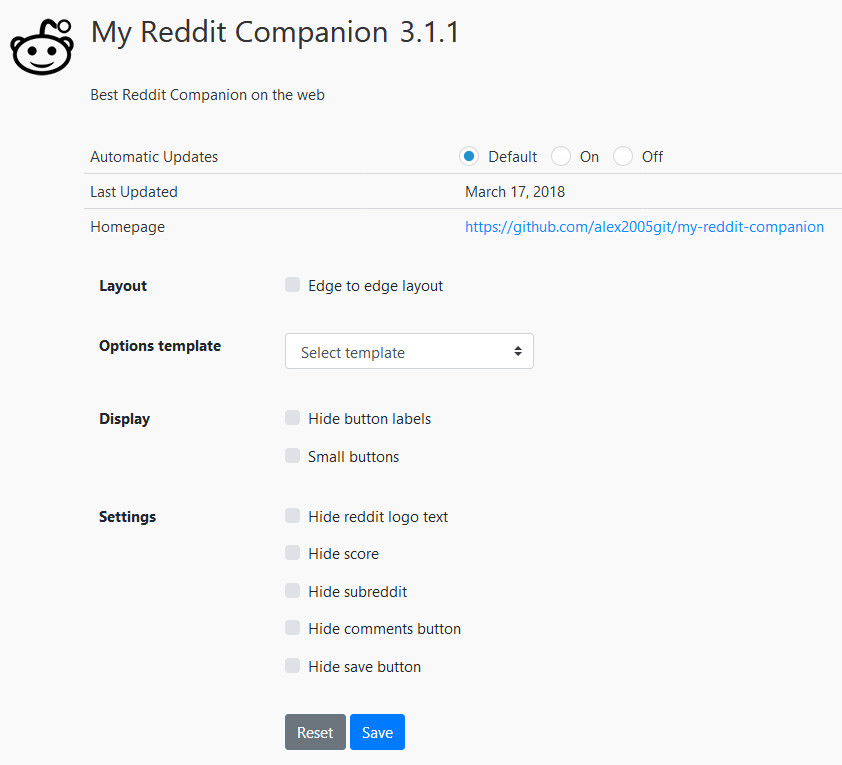 My Reddit Companion 3.1.1
Best Reddit Companion on the web
Automatic Updates Default On Off
Last Updated March 17, 2018
Homepage https://github.com/alex2005git/my-reddit-companion
Layout Edge to edge layout
Options template Select template
Display Hide button labels
Small buttons
Settings Hide reddit logo text
Hide score
Hide subreddit
Hide comments button
Hide save button
Reset Save